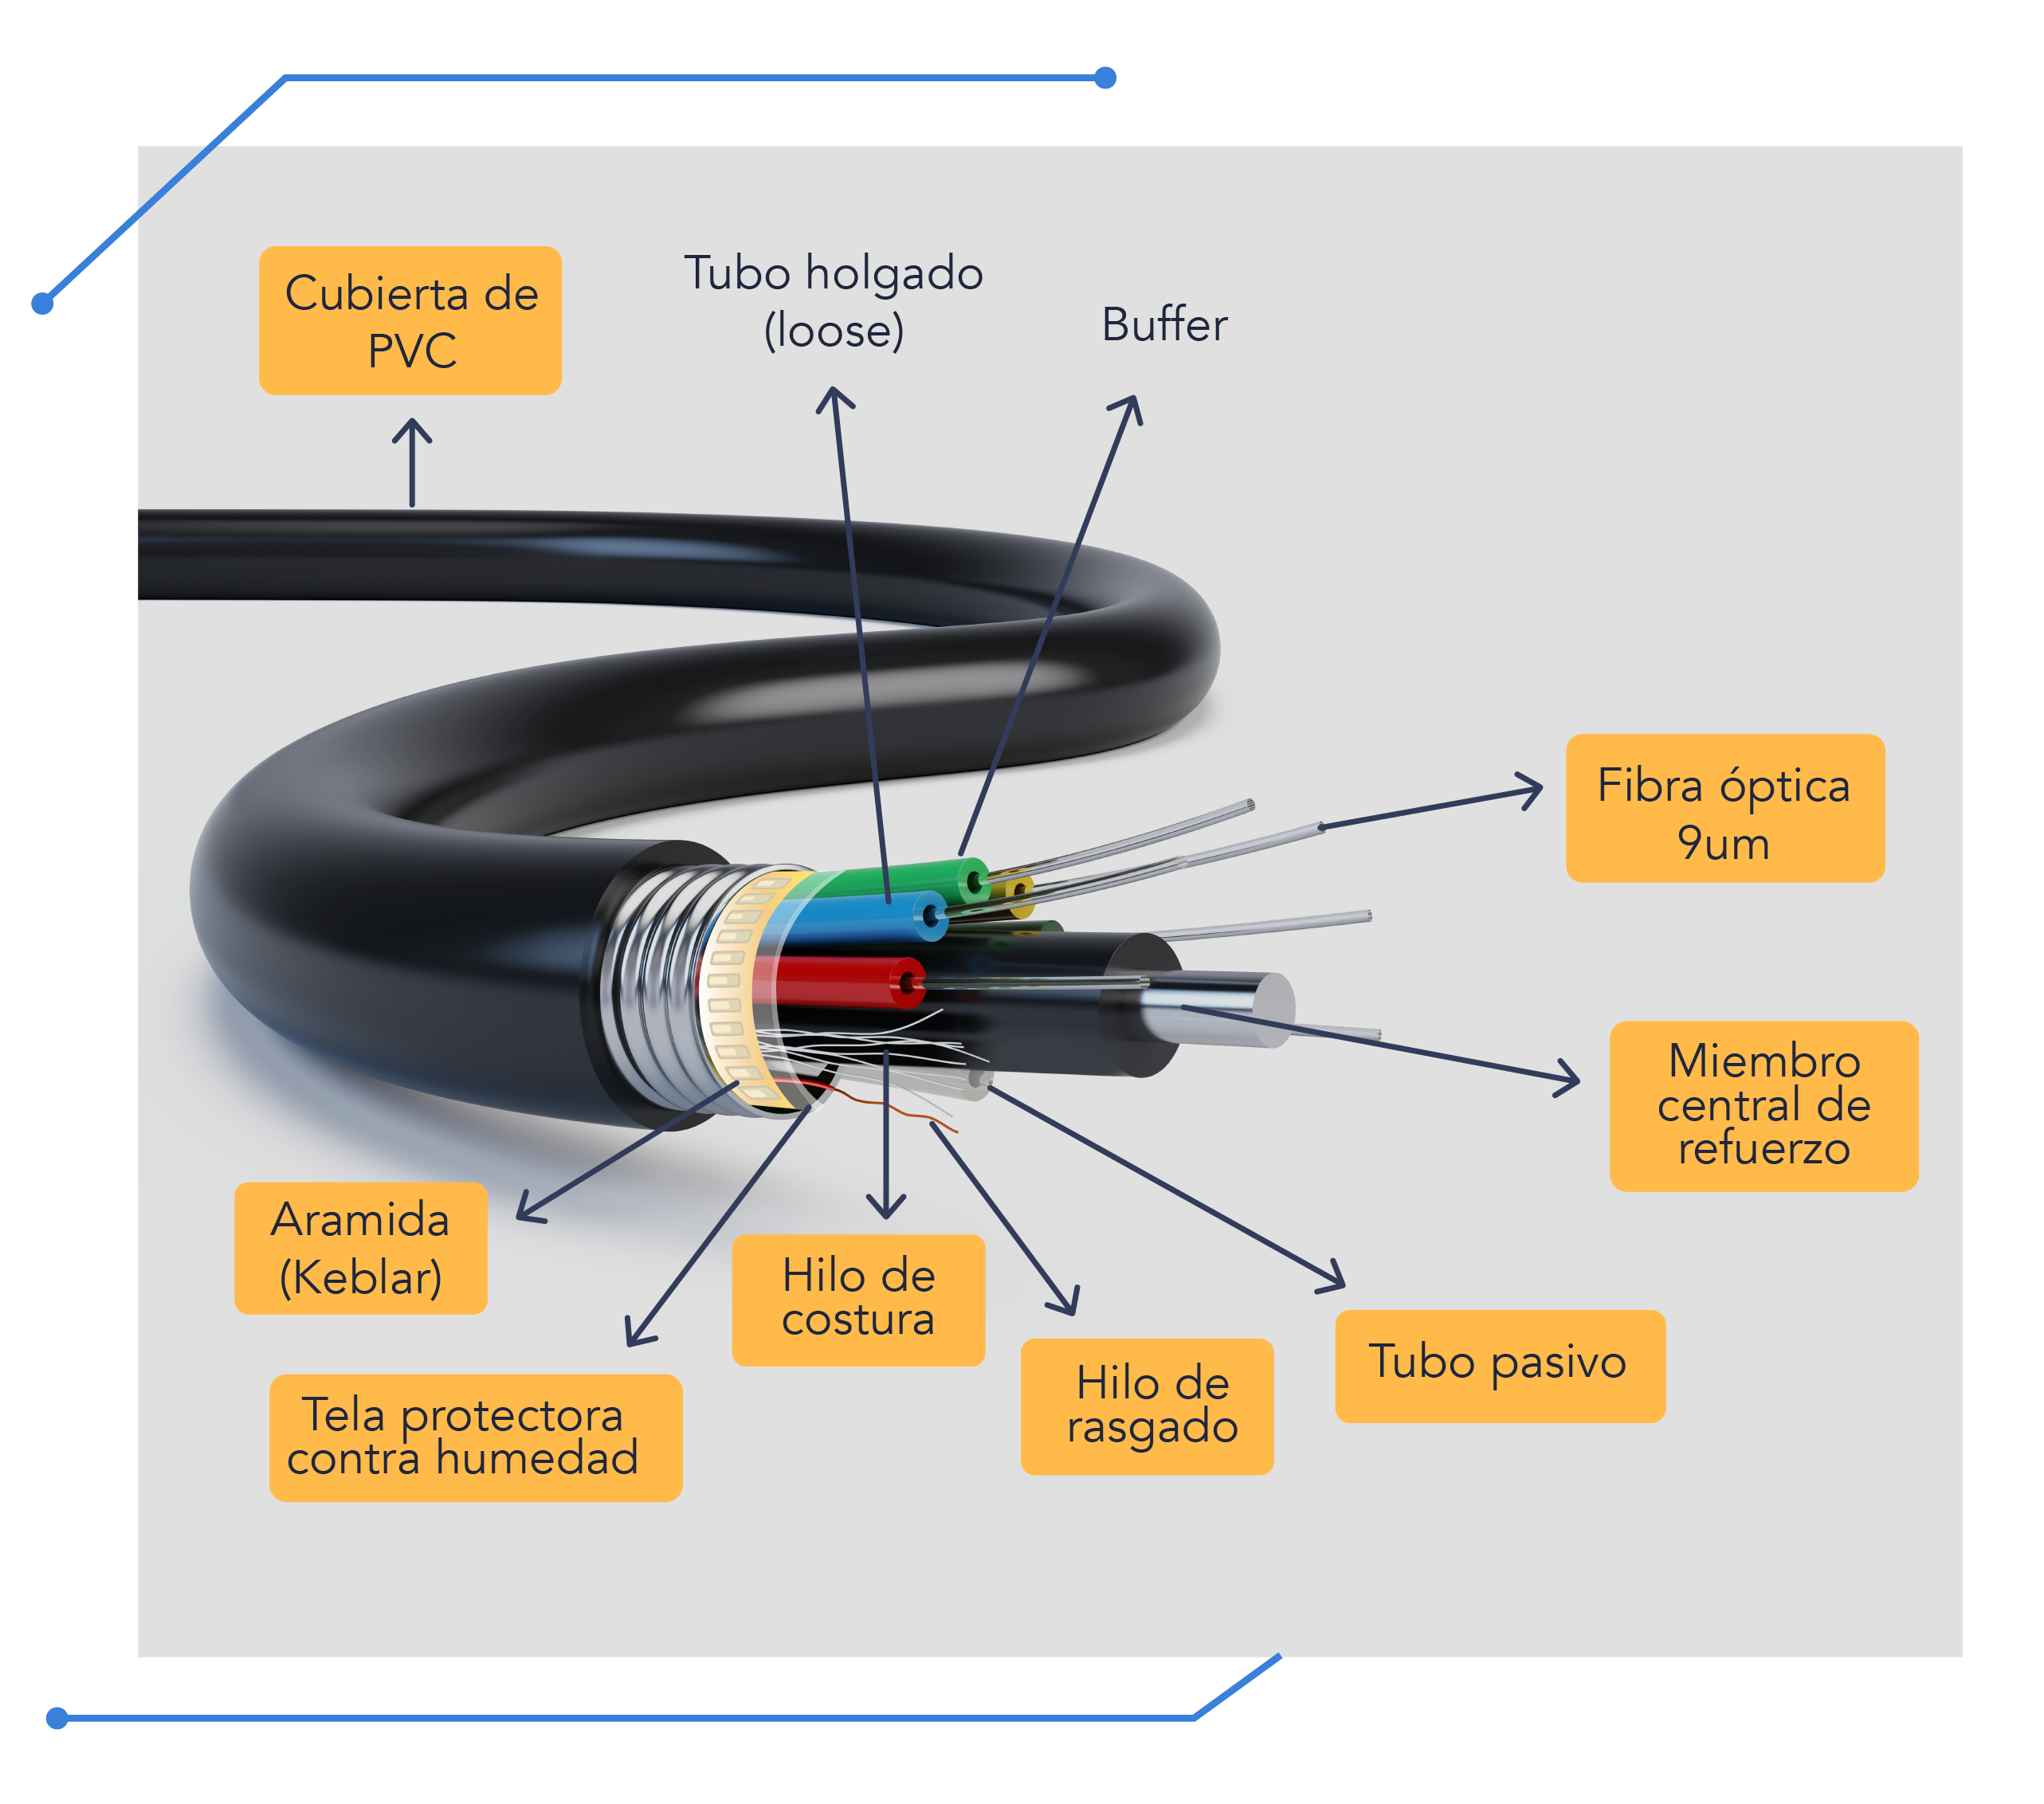 Cubierta de
PVC
Tubo holgado
(loose)
Buffer
Fibra óptica
9um
Miembro
central de
refuerzo
Aramida
(Keblar)
Hilo de
costura
Hilo de
rasgado
Tubo pasivo
Tela protectora
contra humedad